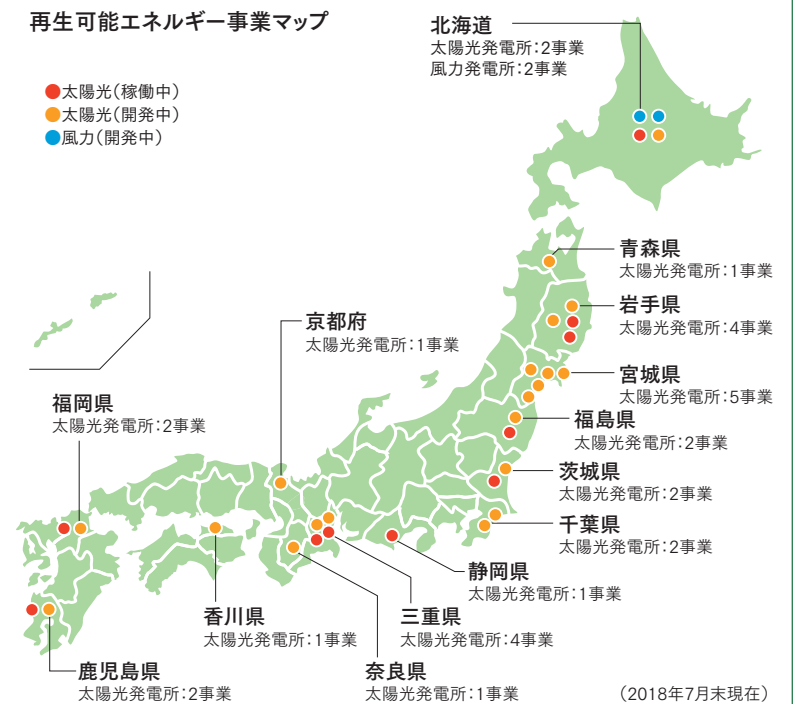 再生可能エネルギー事業マップ
太陽光(稼働中)
太陽光(開発中)
風力(開発中)
北海道
太陽光発電所:2事業
風力発電所:2事業
青森県
太陽光発電所:1事業
岩手県
太陽光発電所:4事業
宮城県
太陽光発電所:5事業
福島県
太陽光発電所:2事業
茨城県
太陽光発電所:2事業
千葉県
太陽光発電所:2事業
京都府
太陽光発電所:1事業
福岡県
太陽光発電所:2事業
静岡県
太陽光発電所:1事業
香川県
太陽光発電所:1事業
三重県
太陽光発電所:4事業
鹿児島県
太陽光発電所:2事業
奈良県
太陽光発電所:1事業
(2018年7月末現在)